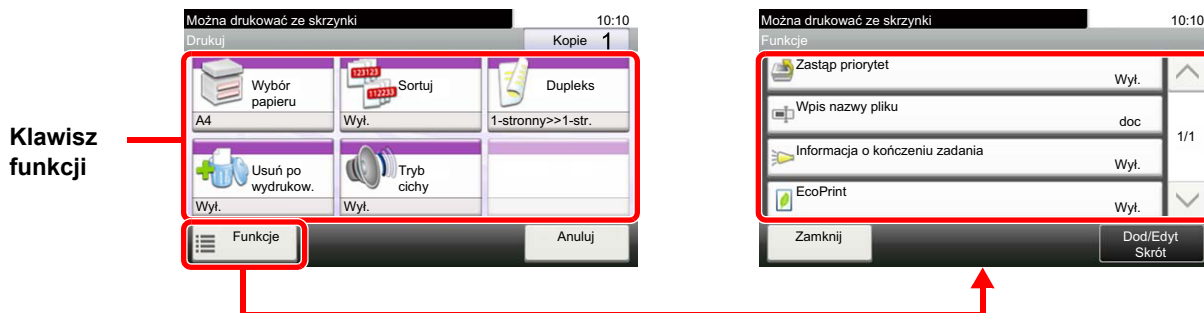 Można drukować ze skrzynki 10:10
Drukuj Kopie 1
Wybór
papieru
A4
123123
112233
Sortuj
Wył.
Dupleks
1-stronny>>1-str.
Usuń po
wydrukow.
Wył.
Tryb
cichy
Wył.
Funkcje
Anuluj
Klawisz
funkcji
Można drukować ze skrzynki 10:10
Funkcje
Zastąp priorytet
Wył.
Wpis nazwy pliku
doc
Informacja o kończeniu zadania
Wył.
EcoPrint
Wył.
1/1
Zamknij
Dod/Edyt
Skrót